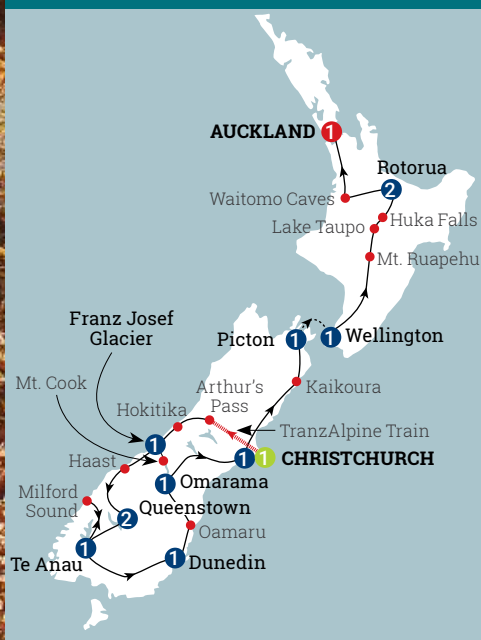 AUCKLAND
1
Rotorua
2
Waitomo Caves
Huka Falls
Lake Taupo
Mt. Ruapehu
Franz Josef
Glacier
Picton
1
1
Wellington
Mt. Cook
Arthur's
Pass
Kaikoura
Hokitika
TranzAlpine Train
1
Haast
1
1
CHRISTCHURCH
1
Omarama
Milford
Sound
2
Queenstown
Oamaru
1
Te Anau
1
Dunedin